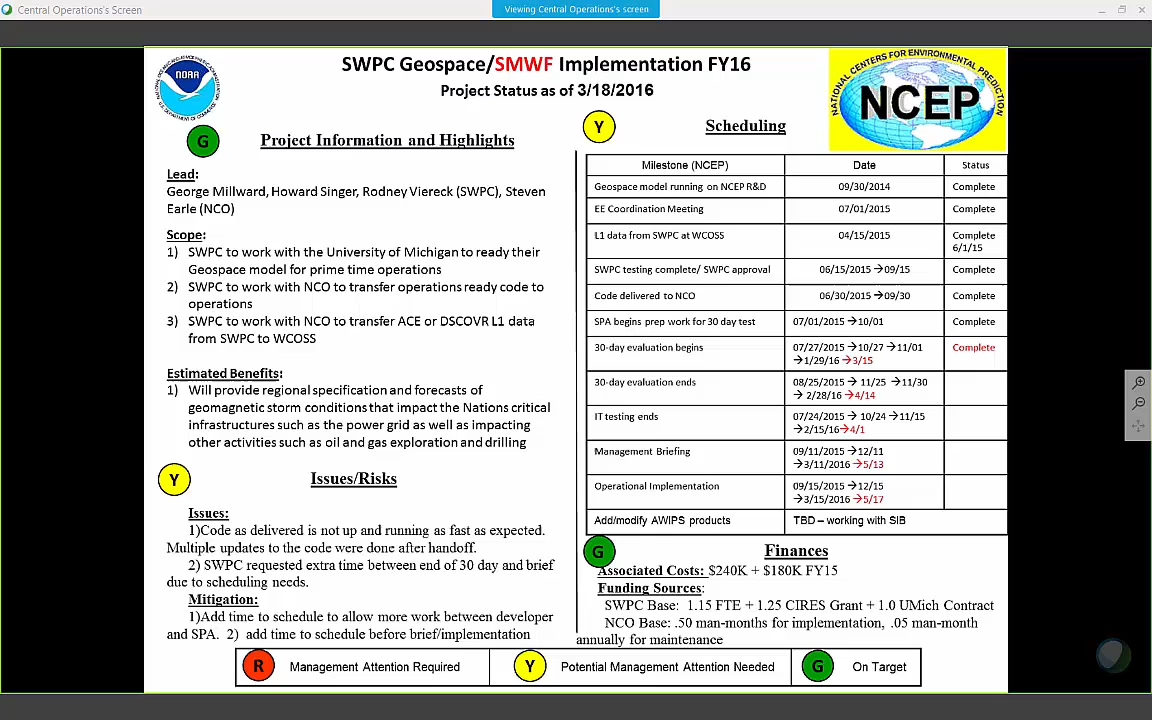 Central Operations's Screen
Viewing Central Operations's screen
SWPC Geospace/SMWF Implementation FY16
Project Status as of 3/18/2016
NOAA
NATIONAL CENTERS FOR ENVIRONMENTAL PREDICTION
NCEP
G
Project Information and Highlights
Lead:
George Millward, Howard Singer, Rodney Viereck (SWPC), Steven
Earle (NCO)
Scope:
1) SWPC to work with the University of Michigan to ready their
Geospace model for prime time operations
2) SWPC to work with NCO to transfer operations ready code to
operations
3) SWPC to work with NCO to transfer ACE or DSCOVR L1 data
from SWPC to WCOSS
Estimated Benefits:
1) Will provide regional specification and forecasts of
geomagnetic storm conditions that impact the Nations critical
infrastructures such as the power grid as well as impacting
other activities such as oil and gas exploration and drilling
Y
Issues/Risks
Issues:
1)Code as delivered is not up and running as fast as expected.
Multiple updates to the code were done after handoff.
2) SWPC requested extra time between end of 30 day and brief
due to scheduling needs.
Mitigation:
1)Add time to schedule to allow more work between developer
and SPA. 2) add time to schedule before brief/implementation
Y
Scheduling
Milestone (NCEP) Date Status
Geospace model running on NCEP R&D 09/30/2014 Complete
EE Coordination Meeting 07/01/2015 Complete
L1 data from SWPC at WCOSS 04/15/2015 Complete
6/1/15
SWPC testing complete/ SWPC approval 06/15/2015 →09/15 Complete
Code delivered to NCO 06/30/2015 →09/30 Complete
SPA begins prep work for 30 day test 07/01/2015 →10/01 Complete
30-day evaluation begins 07/27/2015 →10/27 →11/01 Complete
→1/29/16 →3/15
30-day evaluation ends 08/25/2015 → 11/25 →11/30
→ 2/28/16 →4/14
IT testing ends 07/24/2015 → 10/24 →11/15
→2/15/16→4/1
Management Briefing 09/11/2015 →12/11
→3/11/2016 →5/13
Operational Implementation 09/15/2015 →12/15
→3/15/2016 →5/17
Add/modify AWIPS products TBD – working with SIB
G
Finances
Associated Costs: $240K + $180K FY15
Funding Sources:
SWPC Base: 1.15 FTE + 1.25 CIRES Grant + 1.0 UMich Contract
NCO Base: .50 man-months for implementation, .05 man-month
annually for maintenance
R Management Attention Required Y Potential Management Attention Needed G On Target